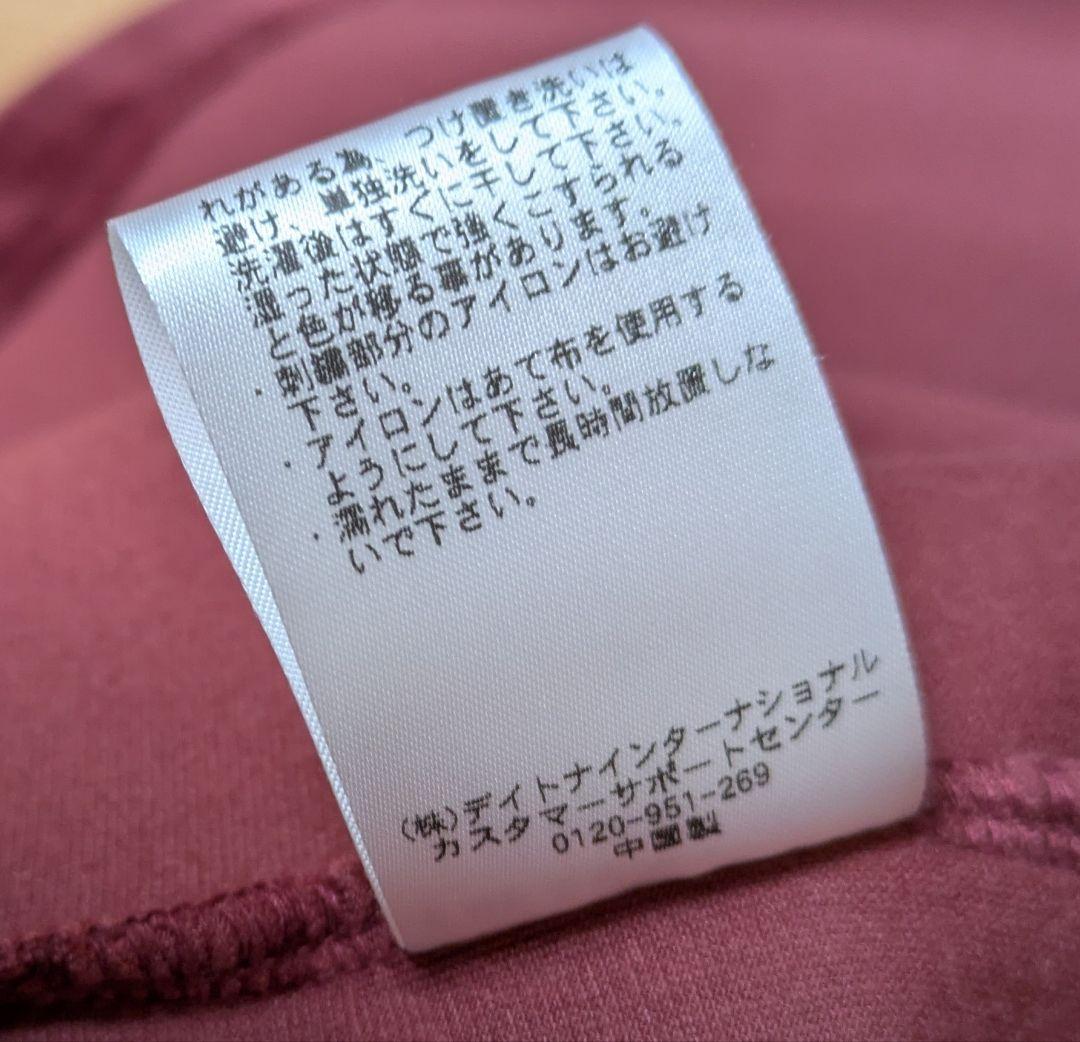 れがある為、つけ置き洗いは
避け、単独洗いをして下さい。
洗濯後はすぐに干して下さい。
湿った状態で強くこすられる
と色が移る事があります。
・刺繍部分のアイロンはお避け
下さい。
・アイロンはあて布を使用する
ようにして下さい。
・濡れたままで長時間放置しな
いで下さい。
(株)デイトナインターナショナル
カスタマーサポートセンター
0120-951-269
中国製